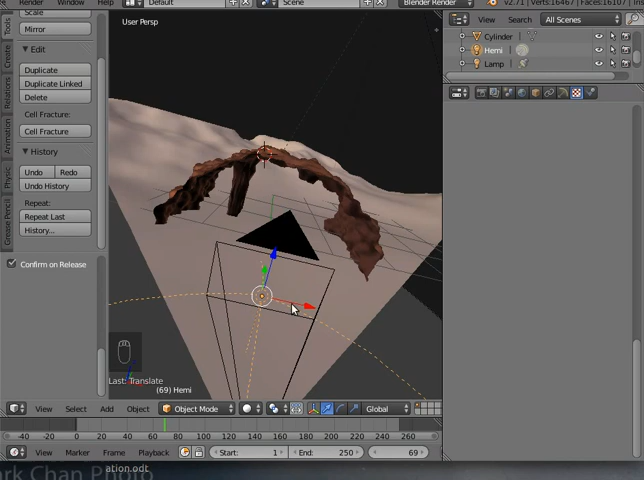 Render Window Help Default Scene Blender Render v2.71 | Verts:16467 | Faces:16107
Scale
Mirror
Edit
Duplicate
Duplicate Linked
Delete
Cell Fracture:
Cell Fracture
History
Undo Redo
Undo History
Repeat:
Repeat Last
History...
Confirm on Release
Tools
Create
Relations
Animation
Physic
Grease Pencil
User Persp
Last: Translate
(69) Hemi
View Search All Scenes
Cylinder
Hemi
Lamp
View Select Add Object Object Mode Global
-40 -20 0 20 40 60 80 100 120 140 160 180 200 220 240 260
View Marker Frame Playback Start: 1 End: 250 69
ark Chan Photo
ation.odt